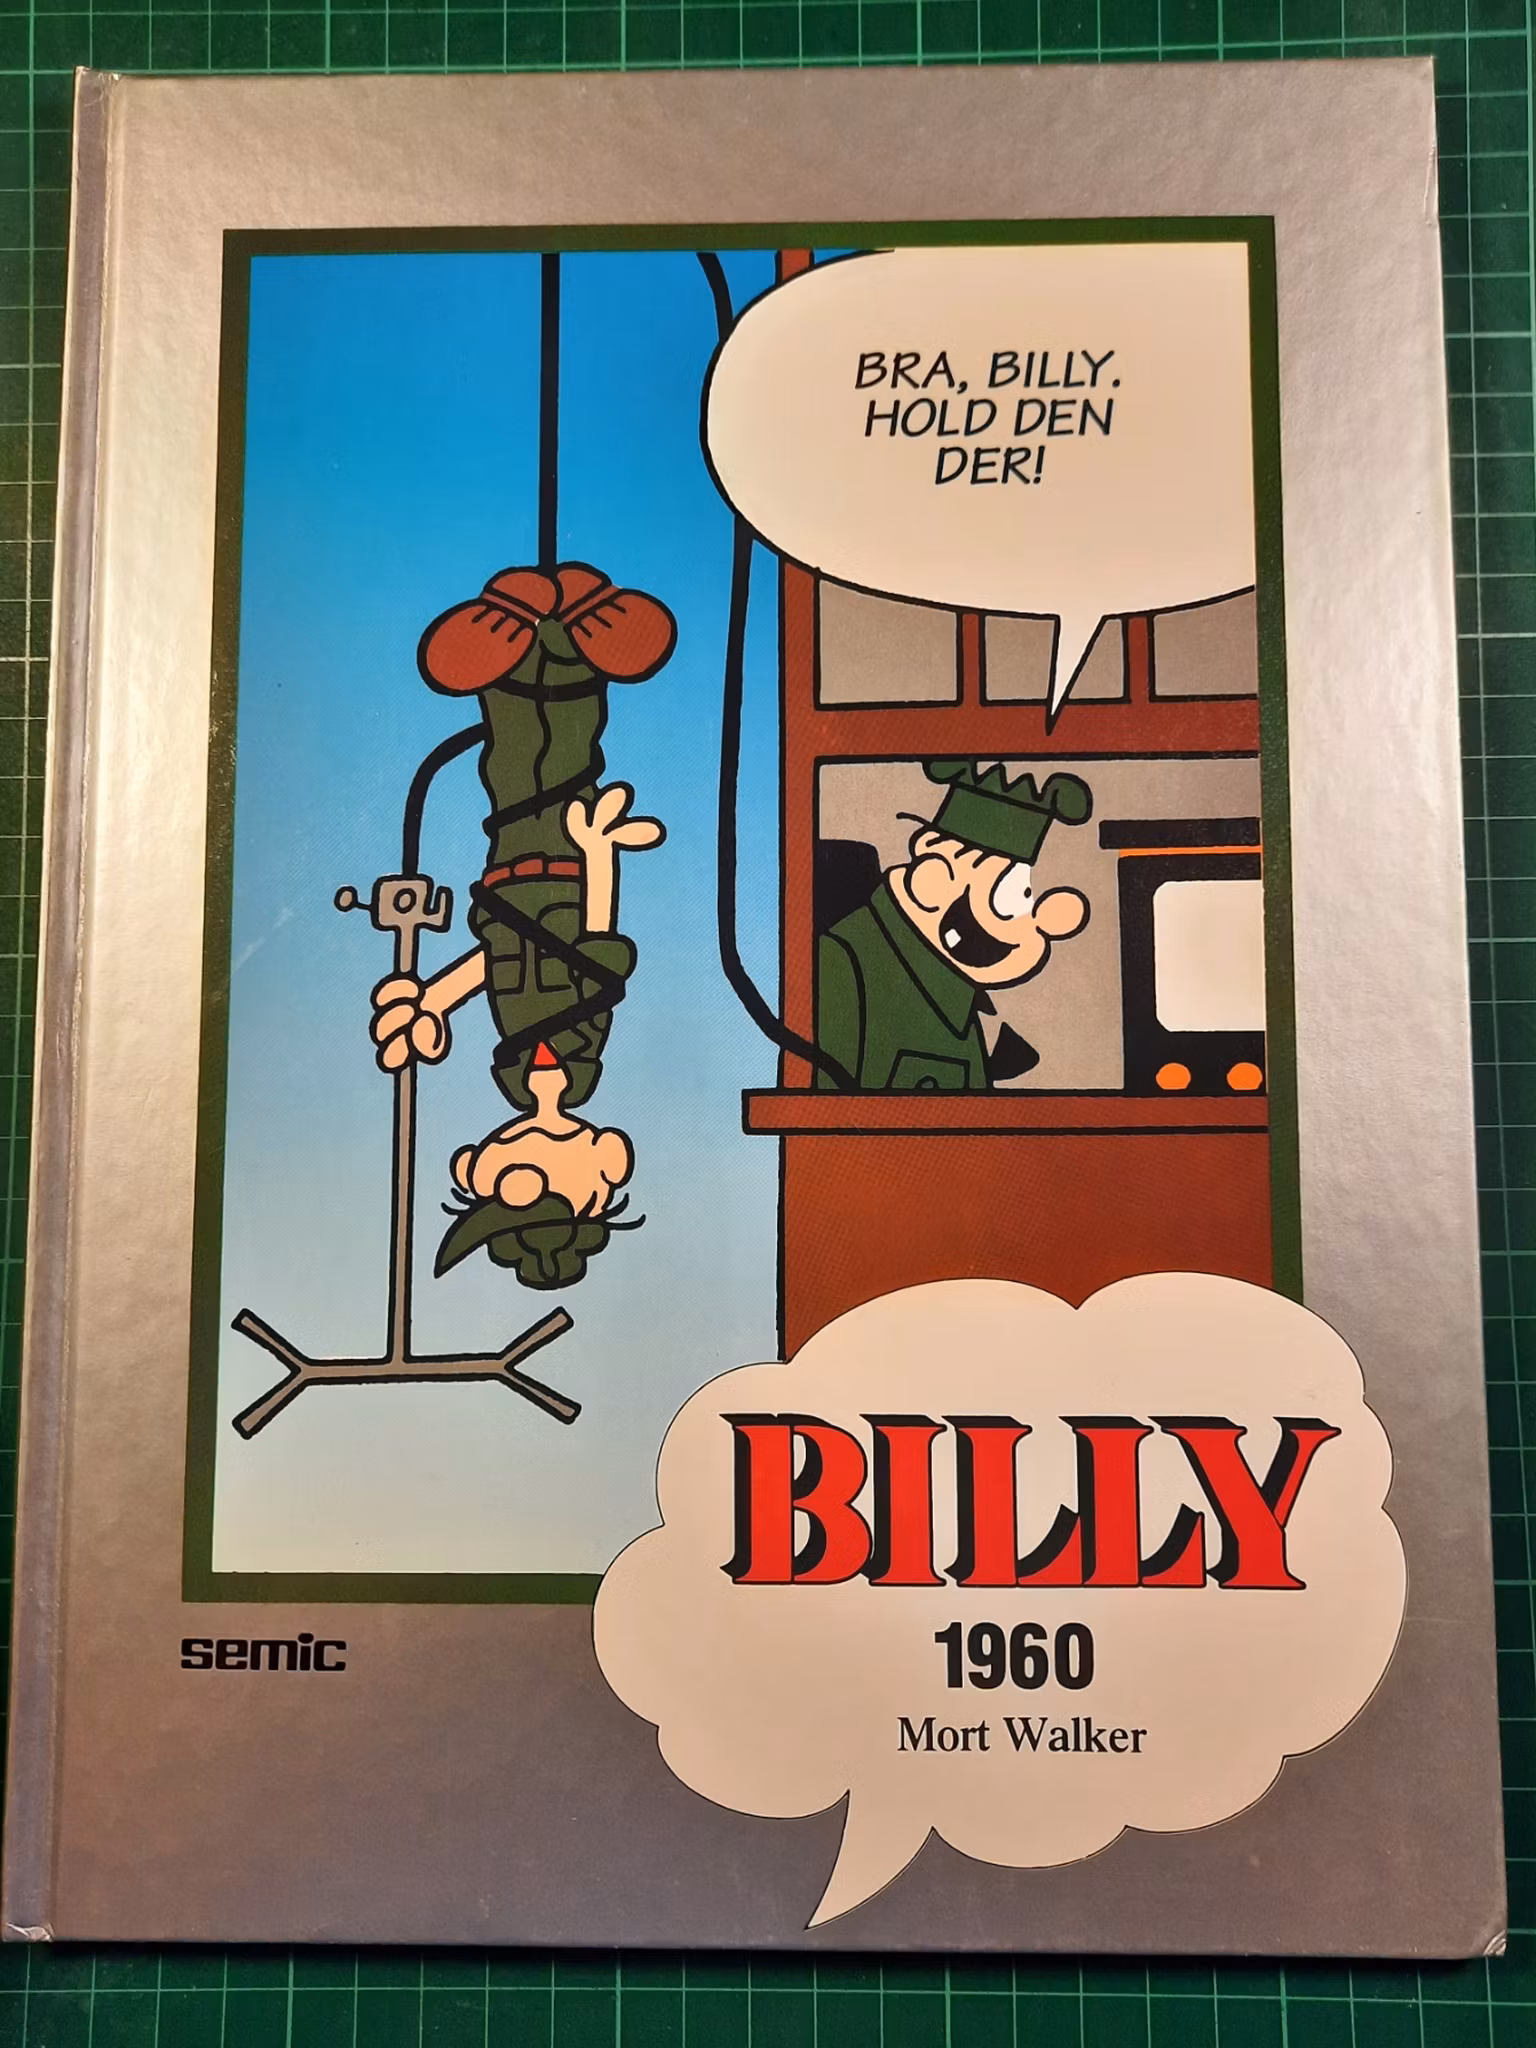 BRA, BILLY.
HOLD DEN
DER!
BILLY
1960
Mort Walker
semic